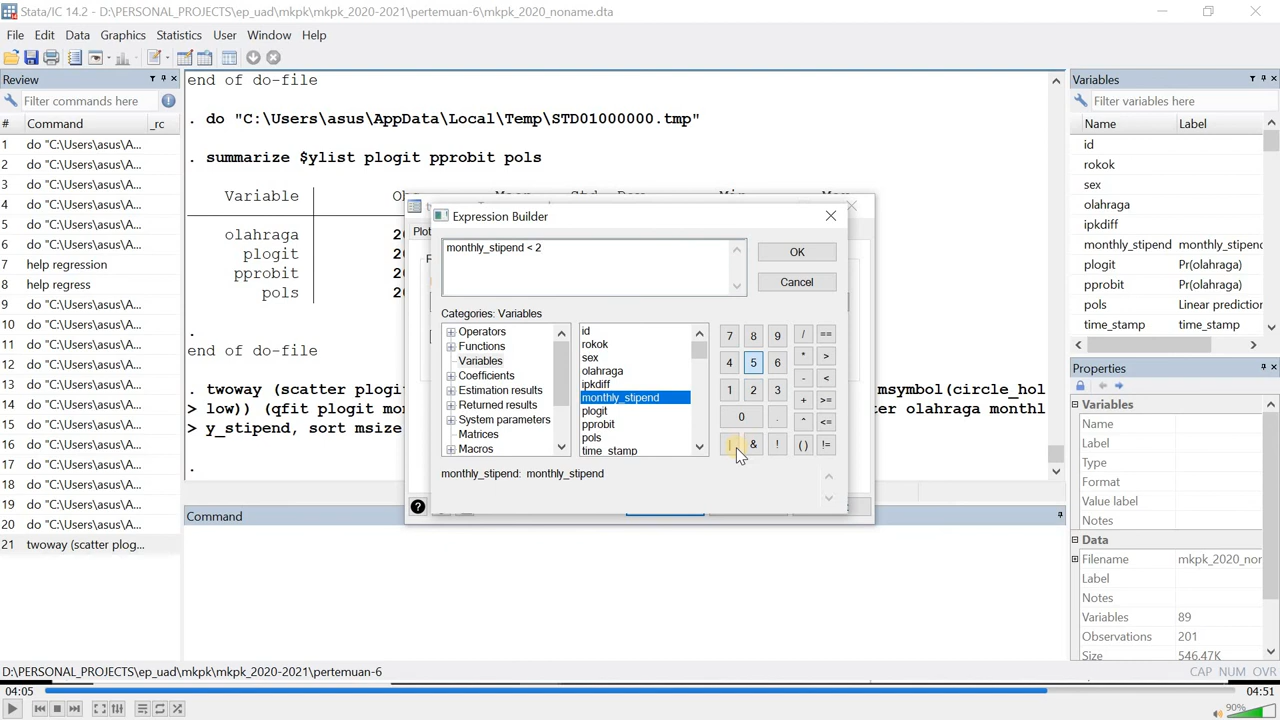 Stata/IC 14.2 - D:\PERSONAL_PROJECTS\ep_uad\mkpk\mkpk_2020-2021\pertemuan-6\mkpk_2020_noname.dta
File Edit Data Graphics Statistics User Window Help
Review
Filter commands here
# Command _rc
1 do "C:\Users\asus\A...
2 do "C:\Users\asus\A...
3 do "C:\Users\asus\A...
4 do "C:\Users\asus\A...
5 do "C:\Users\asus\A...
6 do "C:\Users\asus\A...
7 help regression
8 help regress
9 do "C:\Users\asus\A...
10 do "C:\Users\asus\A...
11 do "C:\Users\asus\A...
12 do "C:\Users\asus\A...
13 do "C:\Users\asus\A...
14 do "C:\Users\asus\A...
15 do "C:\Users\asus\A...
16 do "C:\Users\asus\A...
17 do "C:\Users\asus\A...
18 do "C:\Users\asus\A...
19 do "C:\Users\asus\A...
20 do "C:\Users\asus\A...
21 twoway (scatter plog...
end of do-file
. do "C:\Users\asus\AppData\Local\Temp\STD01000000.tmp"
. summarize $ylist plogit pprobit pols
Variable
olahraga
plogit
pprobit
pols
.
end of do-file
. twoway (scatter plogit
msymbol(circle_hol
> low)) (qfit plogit mon
ter olahraga monthl
> y_stipend, sort msize
.
Plot
Expression Builder
monthly_stipend < 2
OK
Cancel
Categories: Variables
Operators
Functions
Variables
Coefficients
Estimation results
Returned results
System parameters
Matrices
Macros
id
rokok
sex
olahraga
ipkdiff
monthly_stipend
plogit
pprobit
pols
time_stamp
7 8 9 / ==
4 5 6 * >
1 2 3 - <
0 . + >=
^ <=
| & ! () !=
monthly_stipend: monthly_stipend
Command
Variables
Filter variables here
Name Label
id
rokok
sex
olahraga
ipkdiff
monthly_stipend monthly_stipend
plogit Pr(olahraga)
pprobit Pr(olahraga)
pols Linear prediction
time_stamp time_stamp
Properties
Variables
Name
Label
Type
Format
Value label
Notes
Data
Filename mkpk_2020_nor
Label
Notes
Variables 89
Observations 201
Size 546.47K
D:\PERSONAL_PROJECTS\ep_uad\mkpk\mkpk_2020-2021\pertemuan-6
CAP NUM OVR
04:05
04:51
90%